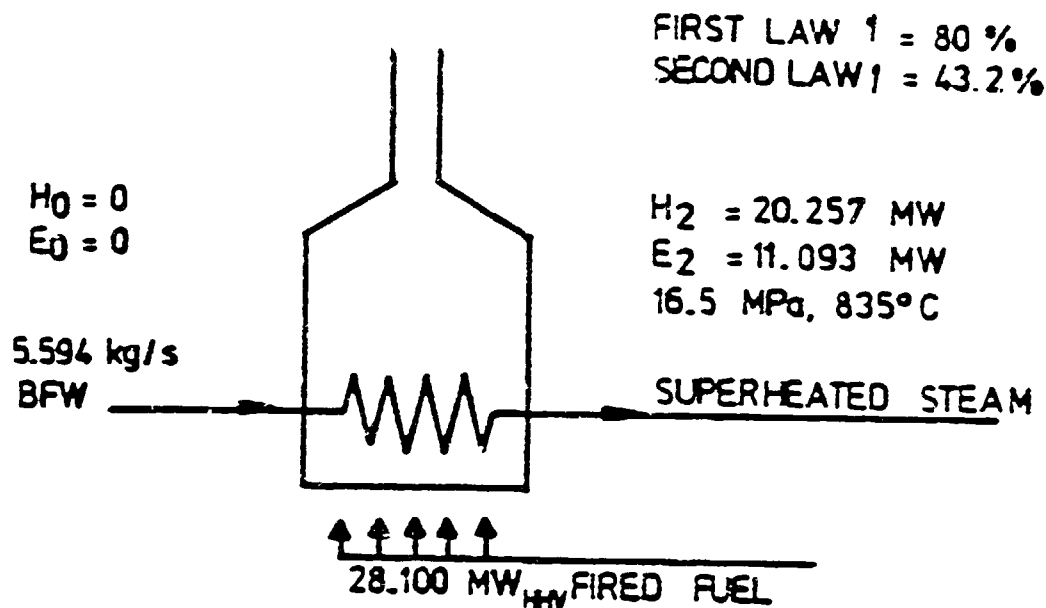 FIRST LAW η = 80 %
SECOND LAW η = 43.2 %
H0 = 0
E0 = 0
H2 = 20.257 MW
E2 = 11.093 MW
16.5 MPa, 835°C
5.594 kg/s
BFW
SUPERHEATED STEAM
28.100 MWHHV FIRED FUEL